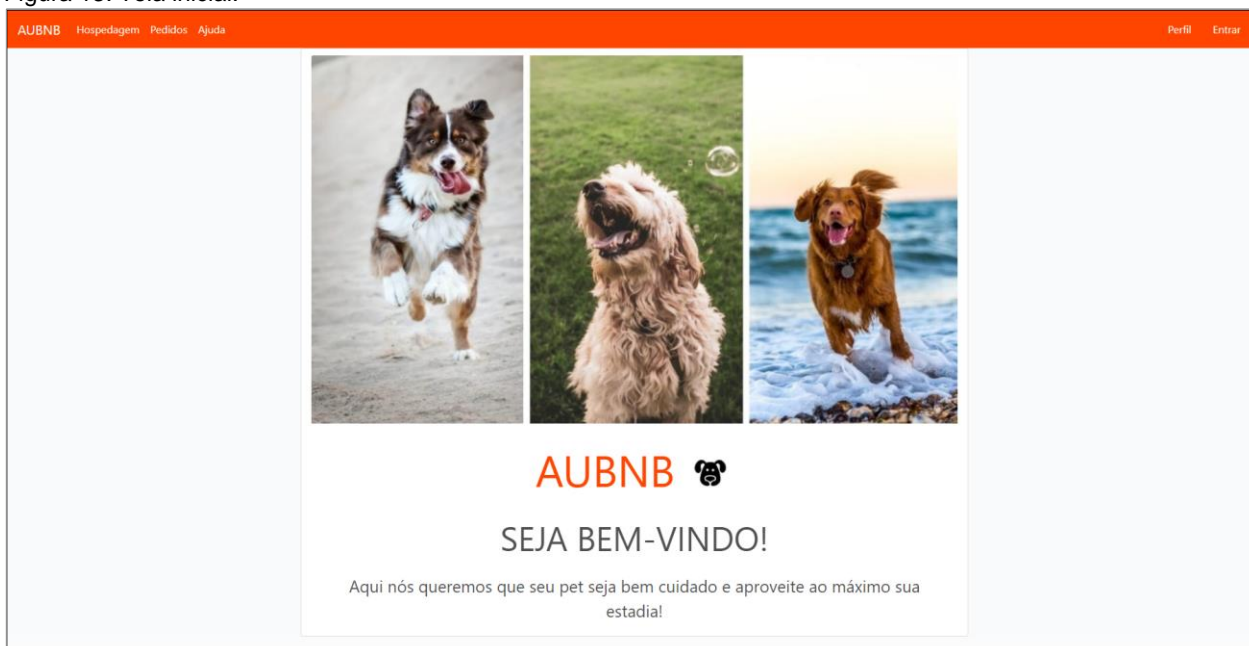 AUBNB Hospedagem Pedidos Ajuda Perfil Entrar
AUBNB
SEJA BEM-VINDO!
Aqui nós queremos que seu pet seja bem cuidado e aproveite ao máximo sua
estadia!